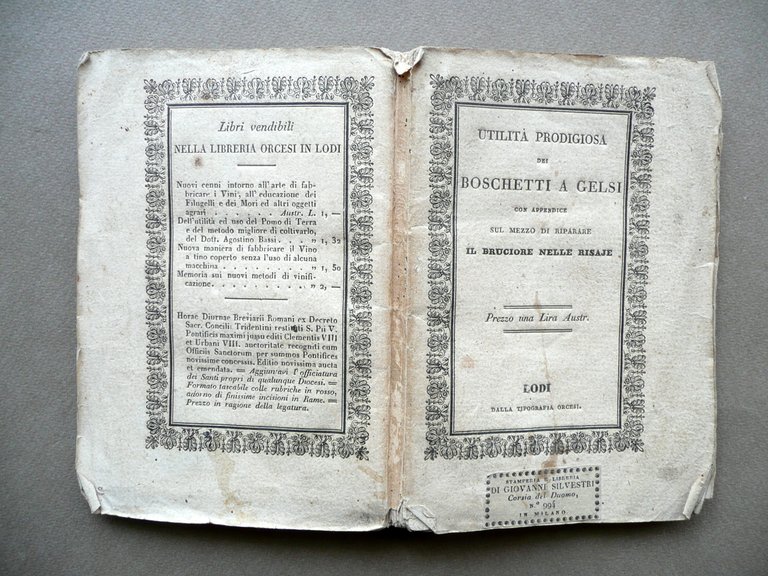 Libri vendibili
NELLA LIBRERIA ORCESI IN LODI
Nuovi cenni intorno all'arte di fab-
bricare i Vini, all'educazione dei
Filugelli e dei Mori ed altri oggetti
agrari . . . . . . Austr. L. 1, —
Dell'utilità ed uso del Pomo di Terra
e del metodo migliore di coltivarlo,
del Dott. Agostino Bassi . . . „ 1, 32
Nuova maniera di fabbricare il Vino
a tino coperto senza l'uso di alcuna
macchina . . . . . . . . „ 1, 50
Memoria sui nuovi metodi di vinifi-
cazione. . . . . . . . . „ 2, —
Horae Diurnae Breviarii Romani ex Decreto
Sacr. Concilii Tridentini restituti S. Pii V.
Pontificis maximi jussu editi Clementis VIII
et Urbani VIII. auctoritate recogniti cum
Officiis Sanctorum per summos Pontifices
novissime concessis. Editio novissima aucta
et emendata. = Aggiuntavi l'officiatura
dei Santi propri di qualunque Diocesi. =
Formato tascabile colle rubriche in rosso,
adorno di finissime incisioni in Rame. =
Prezzo in ragione della legatura.
UTILITÀ PRODIGIOSA
DEI
BOSCHETTI A GELSI
CON APPENDICE
SUL MEZZO DI RIPARARE
IL BRUCIORE NELLE RISAJE
Prezzo una Lira Austr.
LODI
DALLA TIPOGRAFIA ORCESI.
STAMPERIA E LIBRERIA
DI GIOVANNI SILVESTRI
Corsia del Duomo,
N.° 994
IN MILANO